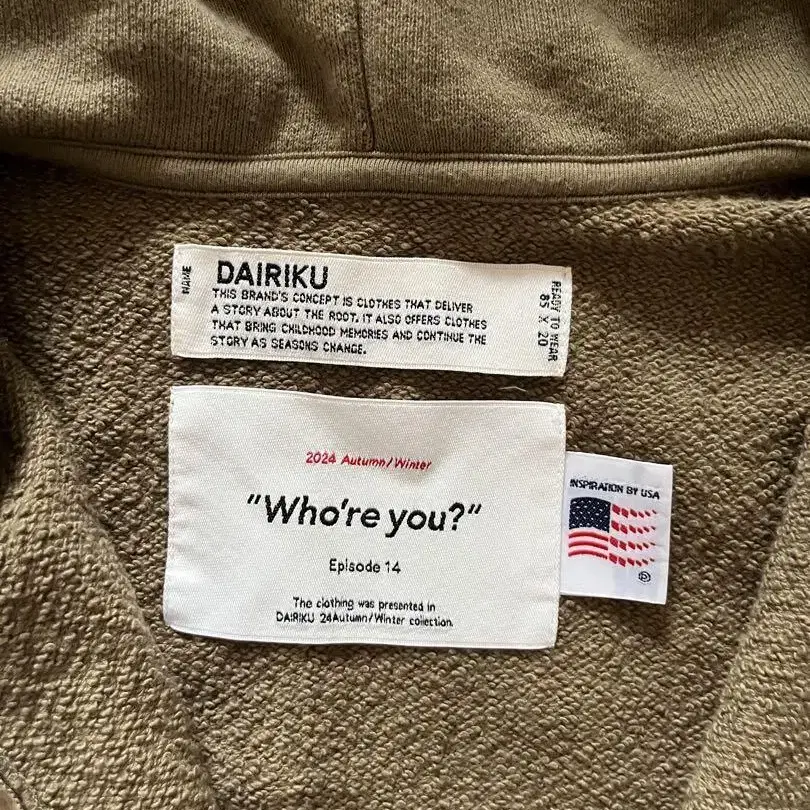 NAME
DAIRIKU
THIS BRAND'S CONCEPT IS CLOTHES THAT DELIVER
A STORY ABOUT THE ROOT. IT ALSO OFFERS CLOTHES
THAT BRING CHILDHOOD MEMORIES AND CONTINUE THE
STORY AS SEASONS CHANGE.
READY TO WEAR
85 X 20
2024 Autumn/Winter
"Who're you?"
Episode 14
The clothing was presented in
DAIRIKU 24Autumn/Winter collection.
INSPIRATION BY USA